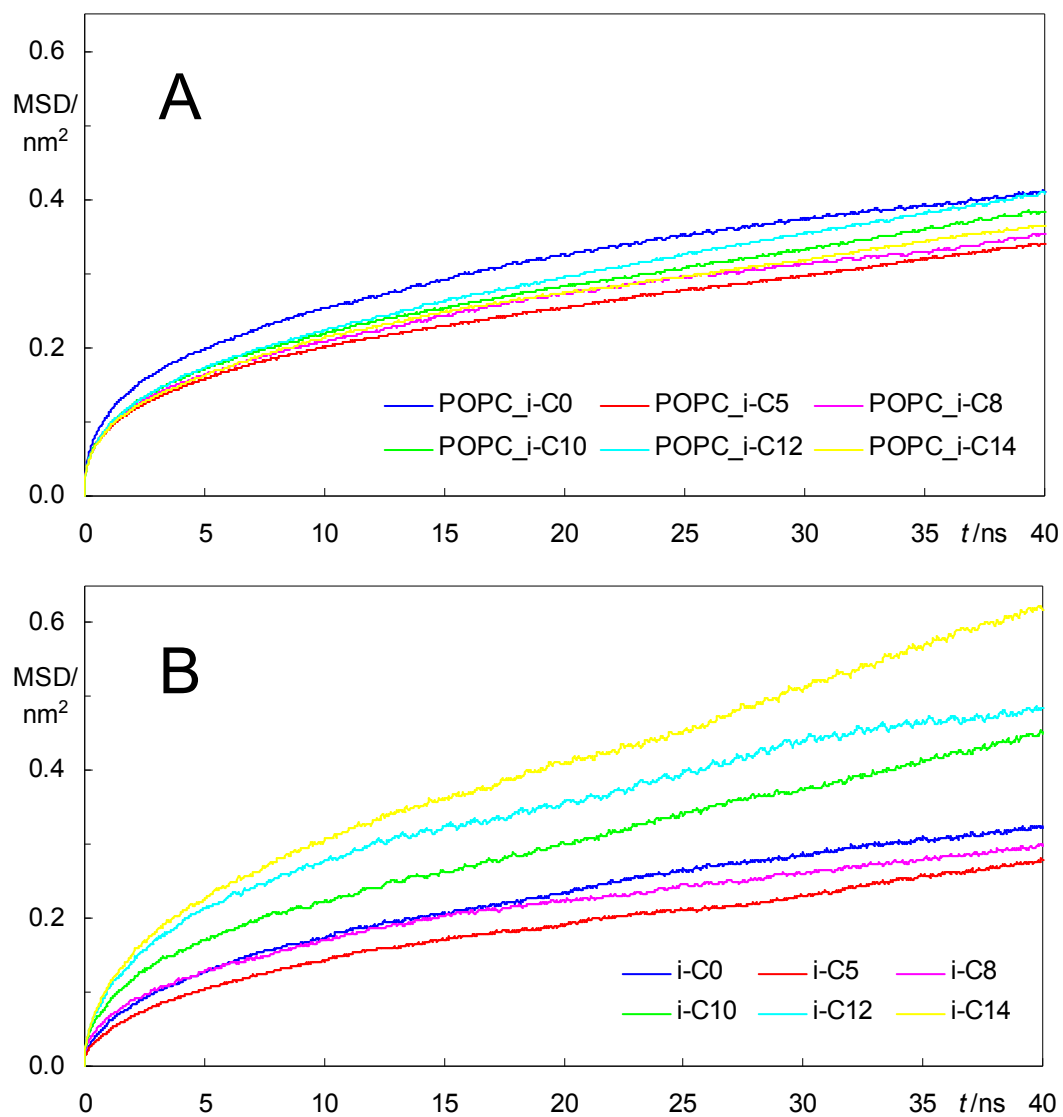 0.6
A
MSD/
nm²
0.4
0.2
POPC_i-C0 POPC_i-C5 POPC_i-C8
POPC_i-C10 POPC_i-C12 POPC_i-C14
0.0
0 5 10 15 20 25 30 35 t/ns 40
0.6
B
MSD/
nm²
0.4
0.2
i-C0 i-C5 i-C8
i-C10 i-C12 i-C14
0.0
0 5 10 15 20 25 30 35 t/ns 40